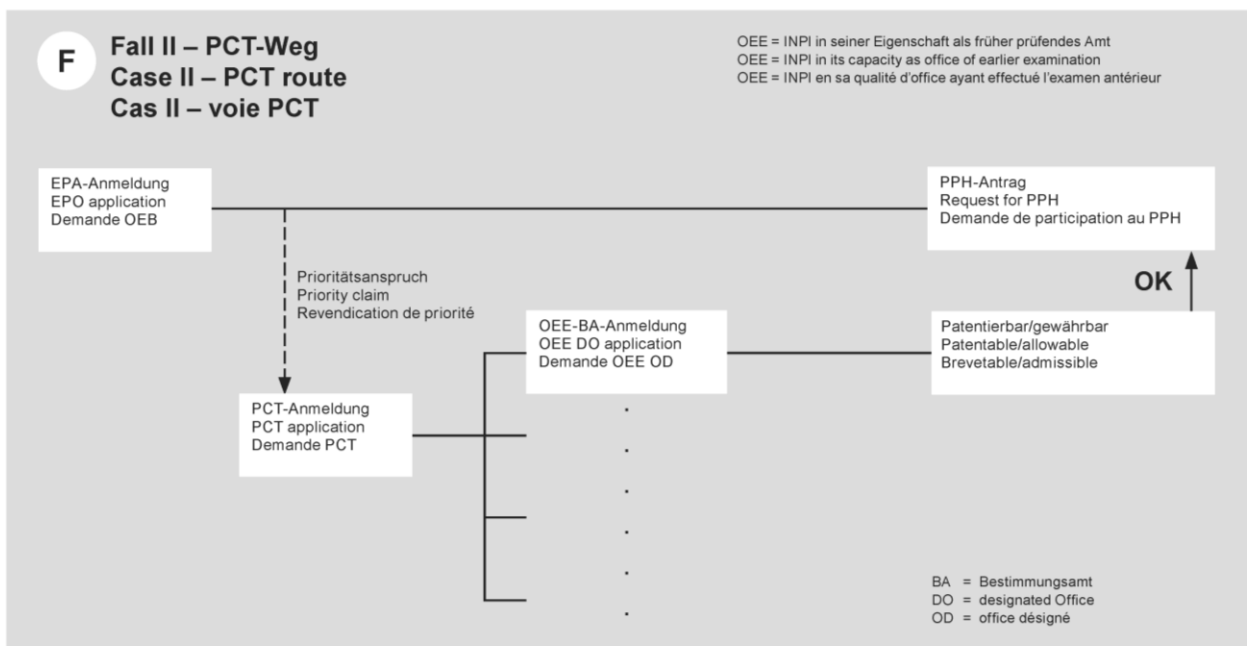 F
Fall II – PCT-Weg
Case II – PCT route
Cas II – voie PCT
OEE = INPI in seiner Eigenschaft als früher prüfendes Amt
OEE = INPI in its capacity as office of earlier examination
OEE = INPI en sa qualité d'office ayant effectué l'examen antérieur
EPA-Anmeldung
EPO application
Demande OEB
PPH-Antrag
Request for PPH
Demande de participation au PPH
Prioritätsanspruch
Priority claim
Revendication de priorité
OK
OEE-BA-Anmeldung
OEE DO application
Demande OEE OD
Patentierbar/gewährbar
Patentable/allowable
Brevetable/admissible
PCT-Anmeldung
PCT application
Demande PCT
BA = Bestimmungsamt
DO = designated Office
OD = office désigné